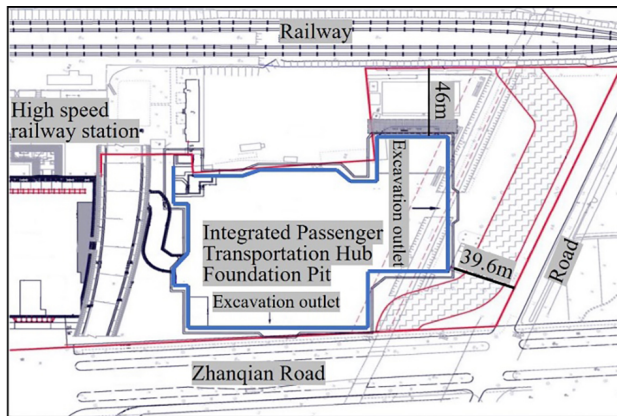 Railway
High speed
railway station
46m
Excavation outlet
Integrated Passenger
Transportation Hub
Foundation Pit
Excavation outlet
39.6m
Road
Zhanqian Road